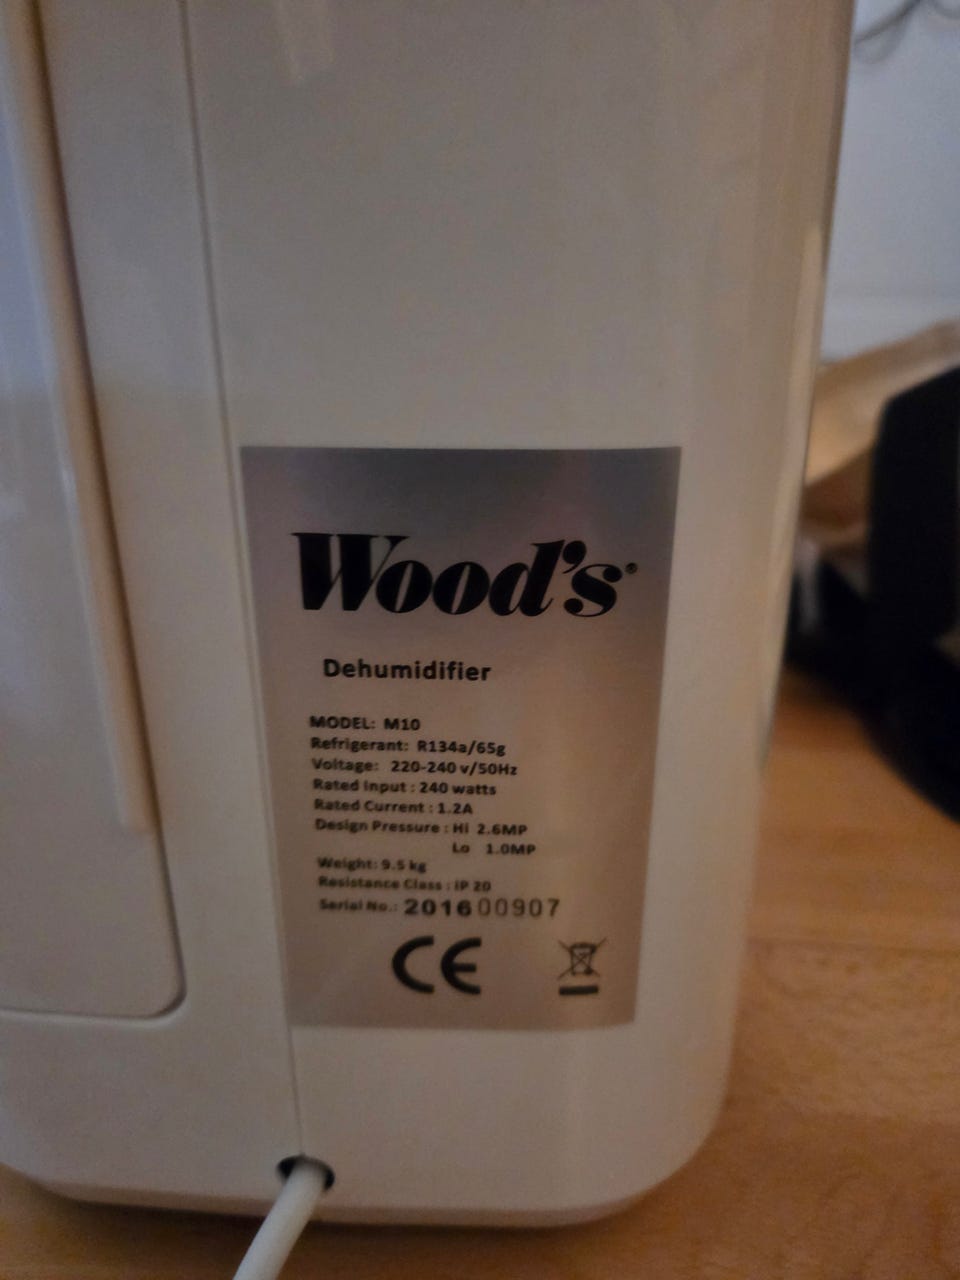 Wood's®
Dehumidifier
MODEL: M10
Refrigerant: R134a/65g
Voltage: 220-240 v/50Hz
Rated Input : 240 watts
Rated Current : 1.2A
Design Pressure : Hi 2.6MP
Lo 1.0MP
Weight: 9.5 kg
Resistance Class : IP 20
Serial No.: 201600907
CE